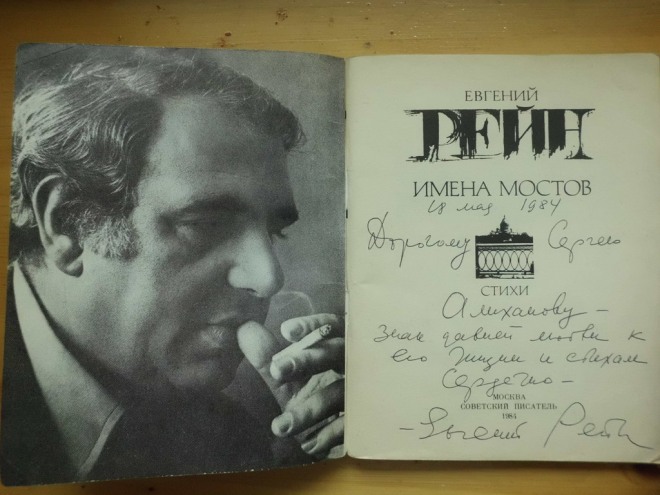 ЕВГЕНИЙ
РЕЙН
ИМЕНА МОСТОВ
18 мая 1984
Дорогому Сергею
СТИХИ
Алиханову —
знак давней любви к
его жизни и стихам
Сердечно —
МОСКВА
СОВЕТСКИЙ ПИСАТЕЛЬ
1984
— Евгений Рейн